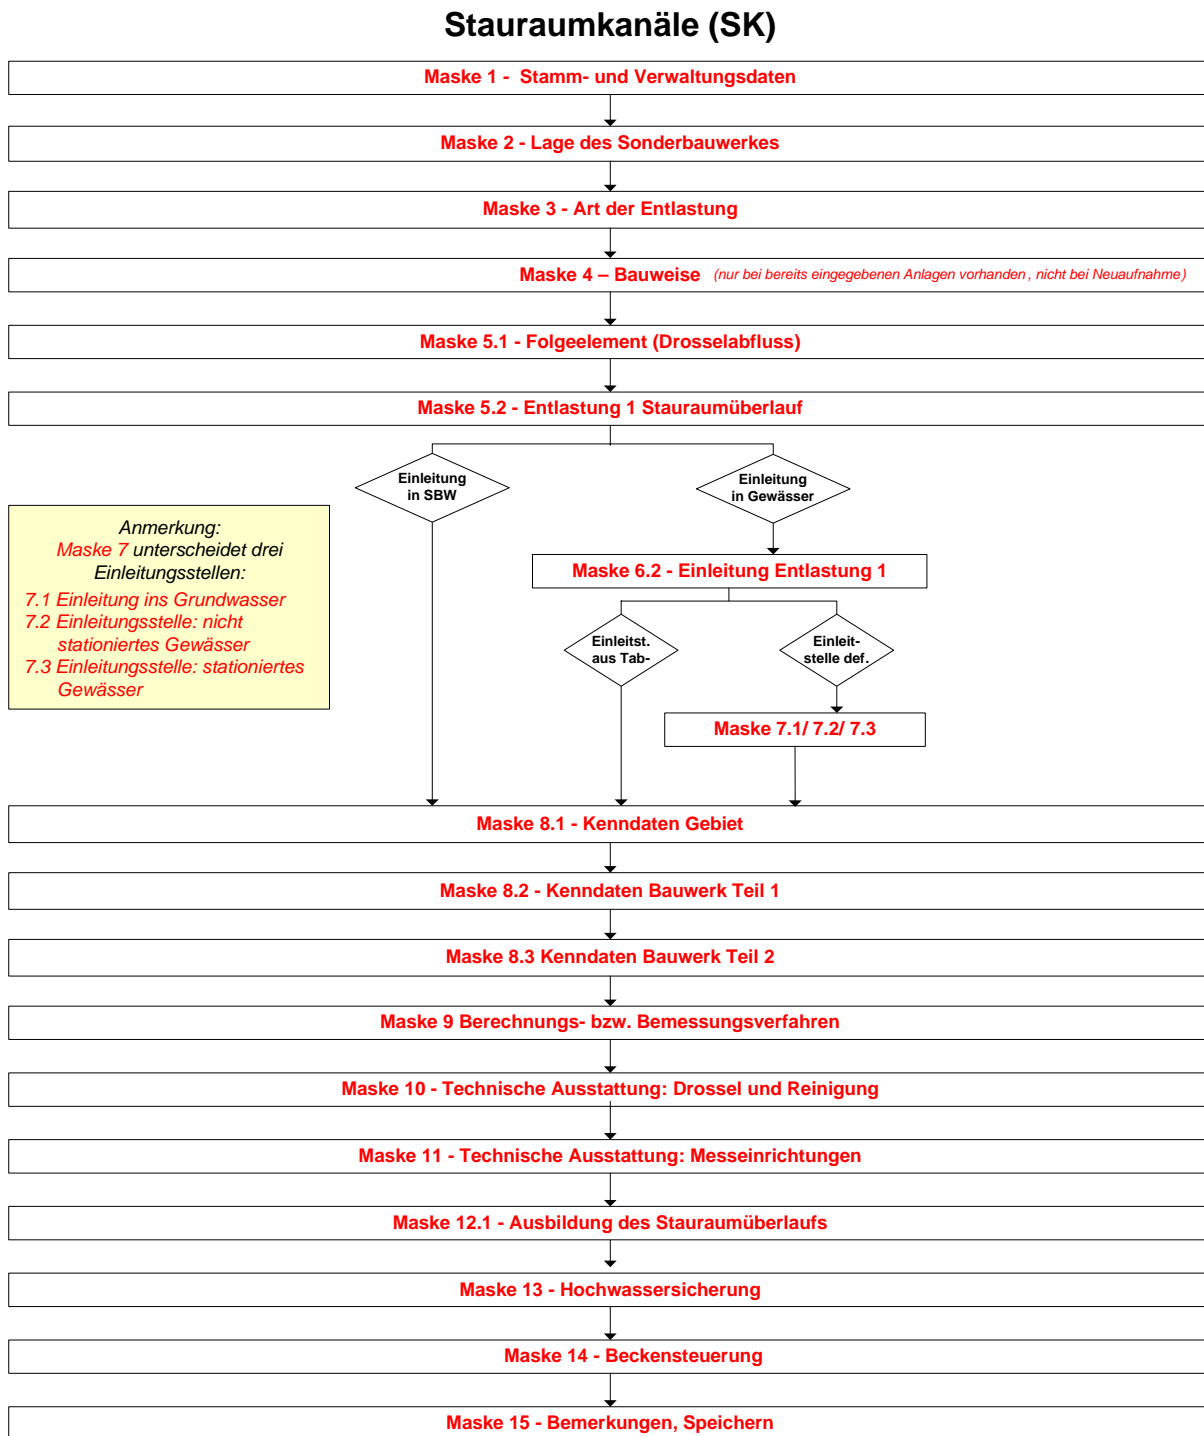 Stauraumkanäle (SK)
Maske 1 - Stamm- und Verwaltungsdaten
Maske 2 - Lage des Sonderbauwerkes
Maske 3 - Art der Entlastung
Maske 4 – Bauweise (nur bei bereits eingegebenen Anlagen vorhanden, nicht bei Neuaufnahme)
Maske 5.1 - Folgeelement (Drosselabfluss)
Maske 5.2 - Entlastung 1 Stauraumüberlauf
Einleitung
in SBW
Einleitung
in Gewässer
Anmerkung:
Maske 7 unterscheidet drei
Einleitungsstellen:
7.1 Einleitung ins Grundwasser
7.2 Einleitungsstelle: nicht
stationiertes Gewässer
7.3 Einleitungsstelle: stationiertes
Gewässer
Maske 6.2 - Einleitung Entlastung 1
Einleitst.
aus Tab-
Einleit-
stelle def.
Maske 7.1/ 7.2/ 7.3
Maske 8.1 - Kenndaten Gebiet
Maske 8.2 - Kenndaten Bauwerk Teil 1
Maske 8.3 Kenndaten Bauwerk Teil 2
Maske 9 Berechnungs- bzw. Bemessungsverfahren
Maske 10 - Technische Ausstattung: Drossel und Reinigung
Maske 11 - Technische Ausstattung: Messeinrichtungen
Maske 12.1 - Ausbildung des Stauraumüberlaufs
Maske 13 - Hochwassersicherung
Maske 14 - Beckensteuerung
Maske 15 - Bemerkungen, Speichern